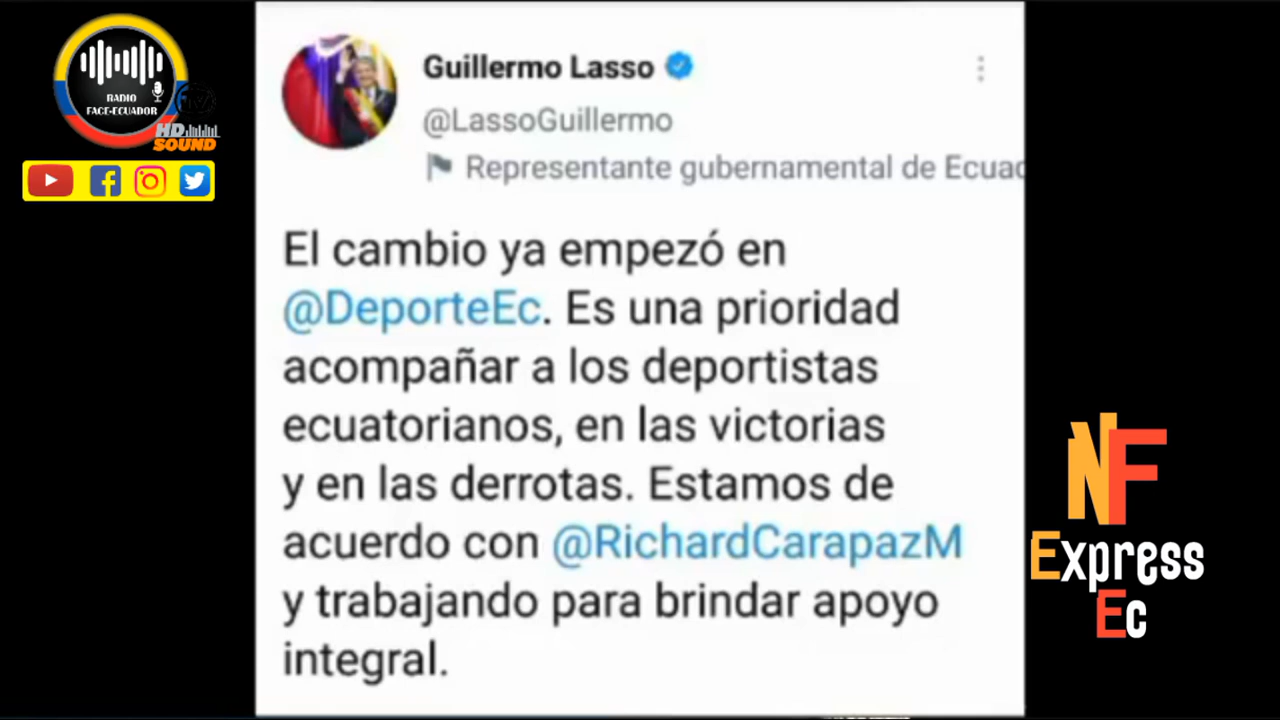 RADIO
FACE-ECUADOR
TV
HD
SOUND
Guillermo Lasso
@LassoGuillermo
Representante gubernamental de Ecuad
El cambio ya empezó en
@DeporteEc. Es una prioridad
acompañar a los deportistas
ecuatorianos, en las victorias
y en las derrotas. Estamos de
acuerdo con @RichardCarapazM
y trabajando para brindar apoyo
integral.
NF
Express
Ec